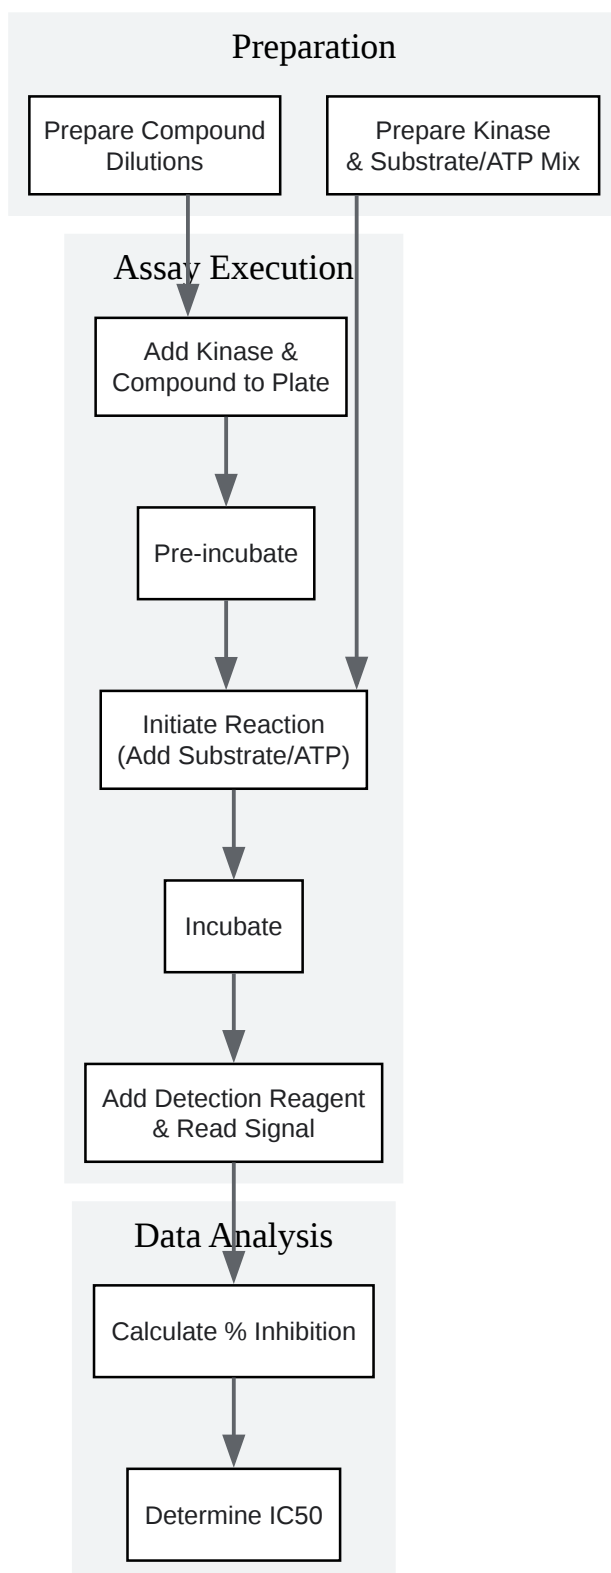 Preparation
Prepare Compound
Dilutions
Prepare Kinase
& Substrate/ATP Mix
Assay Execution
Add Kinase &
Compound to Plate
Pre-incubate
Initiate Reaction
(Add Substrate/ATP)
Incubate
Add Detection Reagent
& Read Signal
Data Analysis
Calculate % Inhibition
Determine IC50